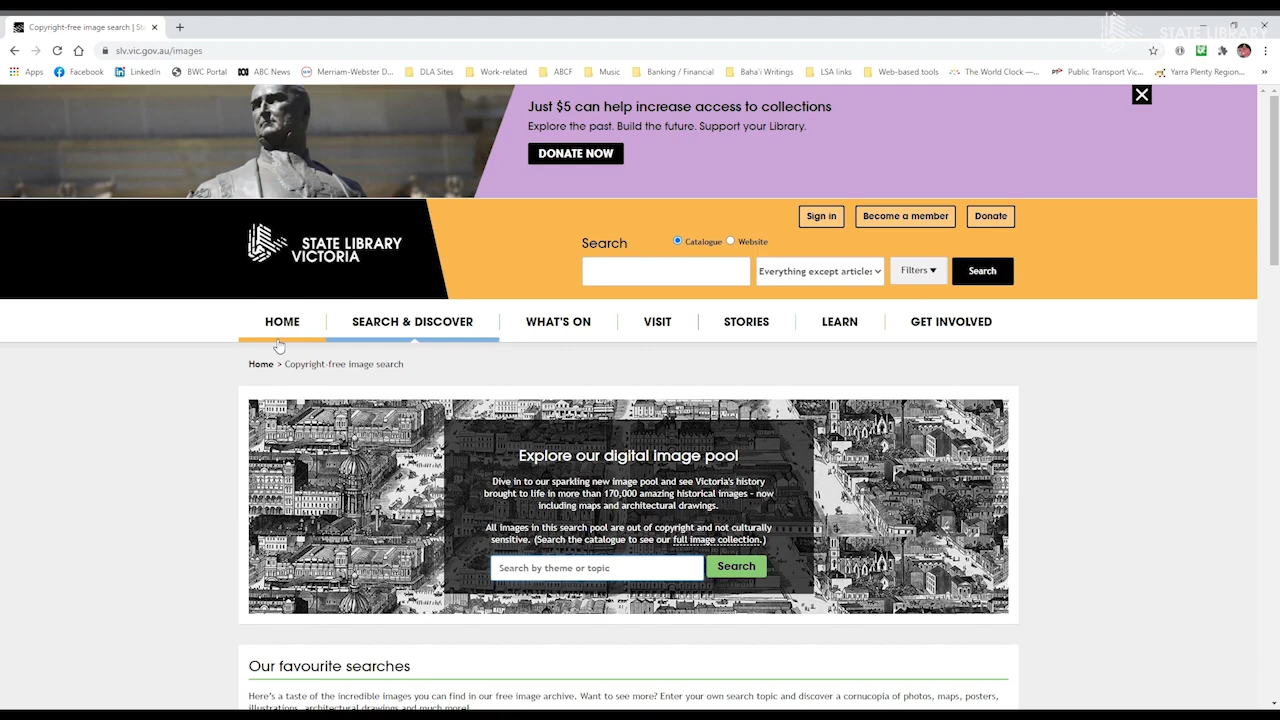 Copyright-free image search | St
STATE LIBRARY
slv.vic.gov.au/images
Apps Facebook LinkedIn BWC Portal ABC News Merriam-Webster D... DLA Sites Work-related ABCF Music Banking / Financial Baha'i Writings LSA links Web-based tools The World Clock —... Public Transport Vic... Yarra Plenty Region... »
Just $5 can help increase access to collections
Explore the past. Build the future. Support your Library.
DONATE NOW
Sign in Become a member Donate
STATE LIBRARY
VICTORIA
Search Catalogue Website
Everything except article: Filters ▼ Search
HOME SEARCH & DISCOVER WHAT'S ON VISIT STORIES LEARN GET INVOLVED
Home > Copyright-free image search
Explore our digital image pool
Dive in to our sparkling new image pool and see Victoria's history
brought to life in more than 170,000 amazing historical images - now
including maps and architectural drawings.
All images in this search pool are out of copyright and not culturally
sensitive. (Search the catalogue to see our full image collection.)
Search by theme or topic Search
Our favourite searches
Here's a taste of the incredible images you can find in our free image archive. Want to see more? Enter your own search topic and discover a cornucopia of photos, maps, posters,
illustrations, architectural drawings and much more!